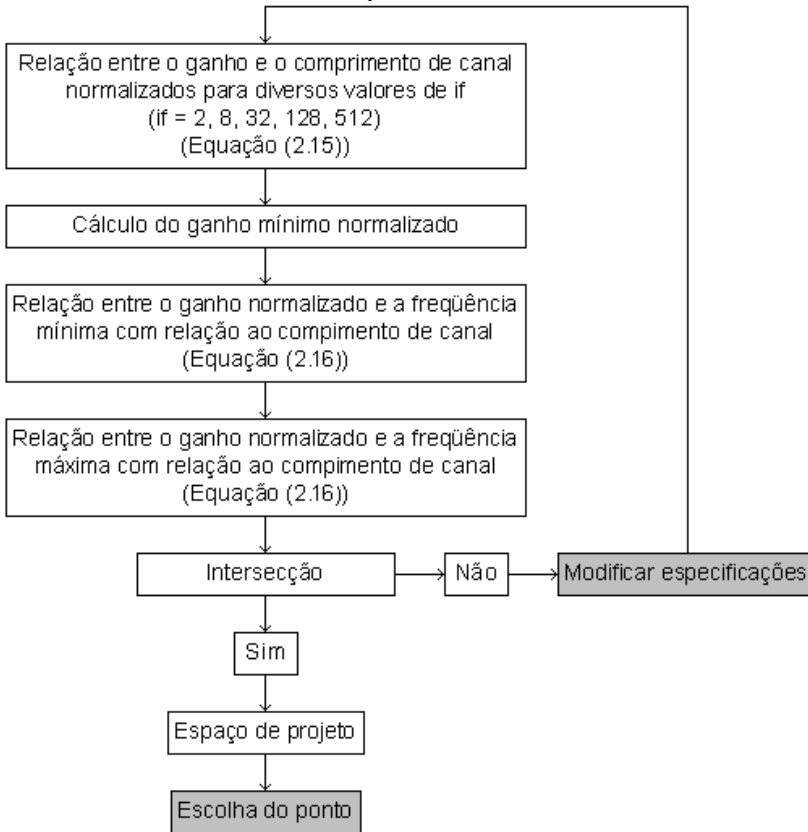 Relação entre o ganho e o comprimento de canal
normalizados para diversos valores de if
(if = 2, 8, 32, 128, 512)
(Equação (2.15))
Cálculo do ganho mínimo normalizado
Relação entre o ganho normalizado e a freqüência
mínima com relação ao compimento de canal
(Equação (2.16))
Relação entre o ganho normalizado e a freqüência
máxima com relação ao compimento de canal
(Equação (2.16))
Intersecção
Não
Modificar especificações
Sim
Espaço de projeto
Escolha do ponto